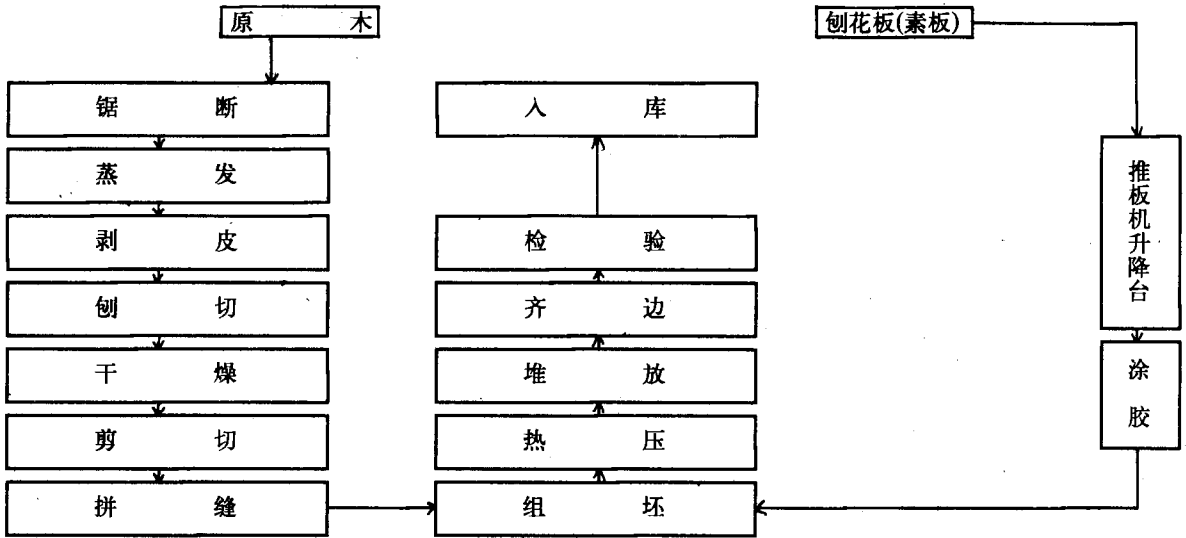 原木
锯断
蒸发
剥皮
刨切
干燥
剪切
拼缝
入库
检验
齐边
堆放
热压
组坯
刨花板(素板)
推板机升降台
涂胶